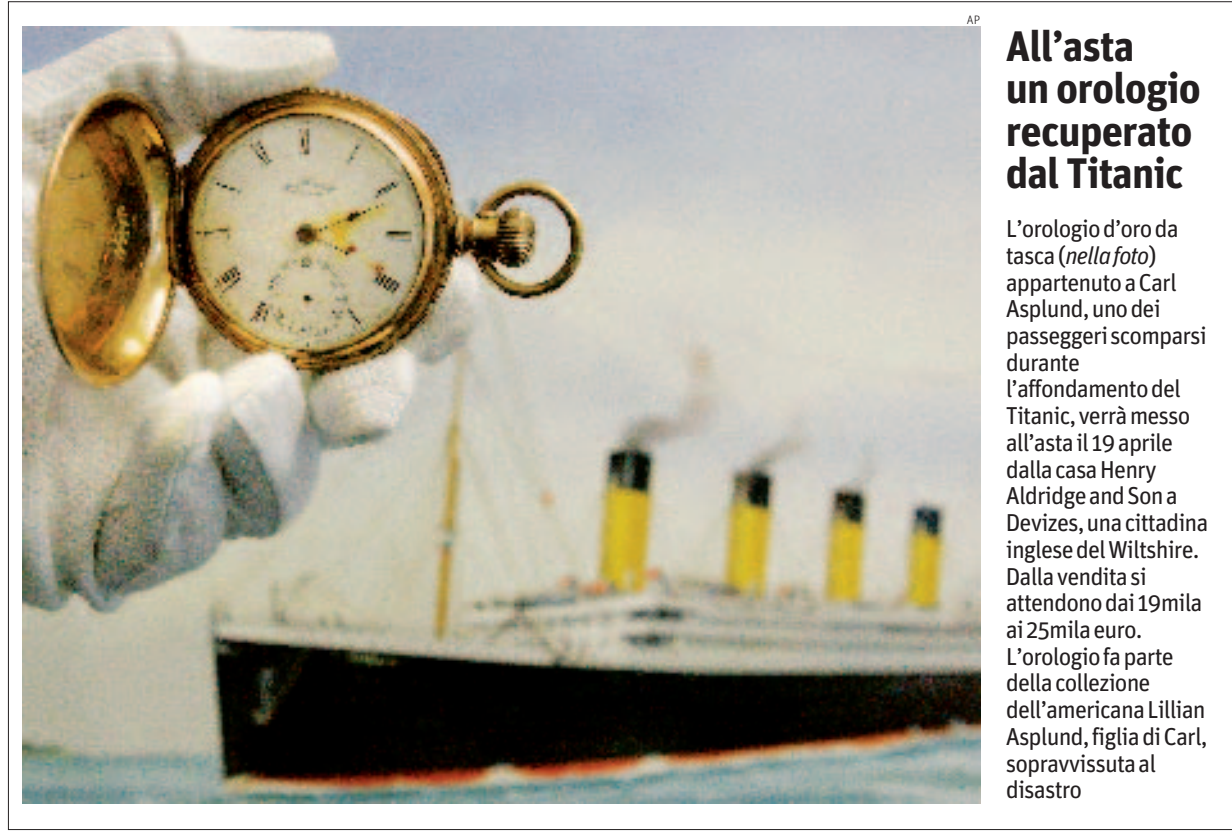 AP
All'asta
un orologio
recuperato
dal Titanic
L'orologio d'oro da
tasca (nella foto)
appartenuto a Carl
Asplund, uno dei
passeggeri scomparsi
durante
l'affondamento del
Titanic, verrà messo
all'asta il 19 aprile
dalla casa Henry
Aldridge and Son a
Devizes, una cittadina
inglese del Wiltshire.
Dalla vendita si
attendono dai 19mila
ai 25mila euro.
L'orologio fa parte
della collezione
dell'americana Lillian
Asplund, figlia di Carl,
sopravvissuta al
disastro